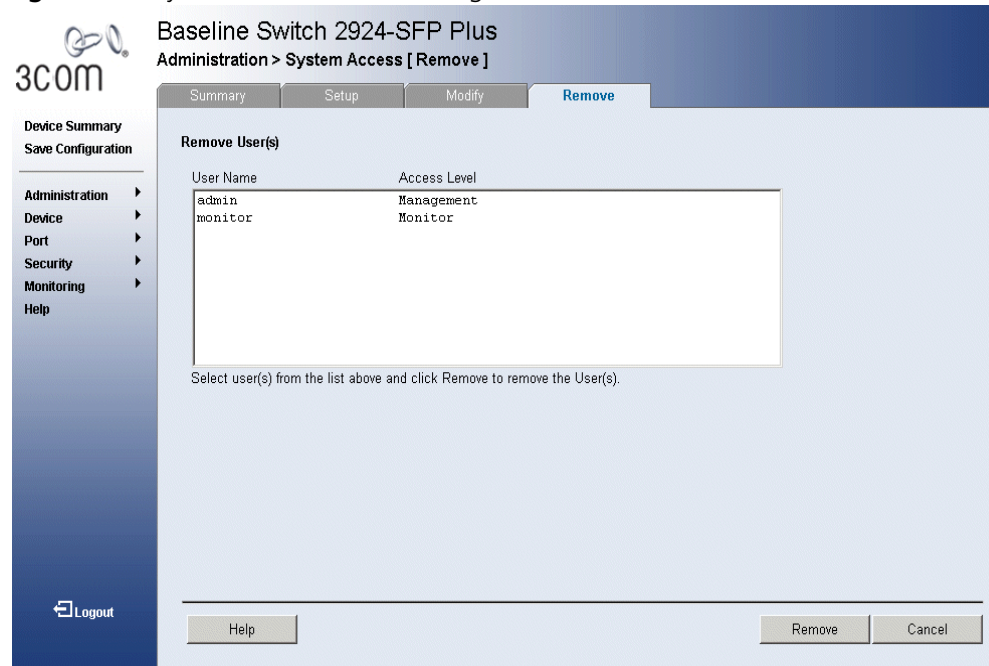 Baseline Switch 2924-SFP Plus
Administration > System Access [ Remove ]
3COM
Summary Setup Modify Remove
Device Summary
Save Configuration
Administration
Device
Port
Security
Monitoring
Help
Logout
Remove User(s)
User Name Access Level
admin Management
monitor Monitor
Select user(s) from the list above and click Remove to remove the User(s).
Help Remove Cancel